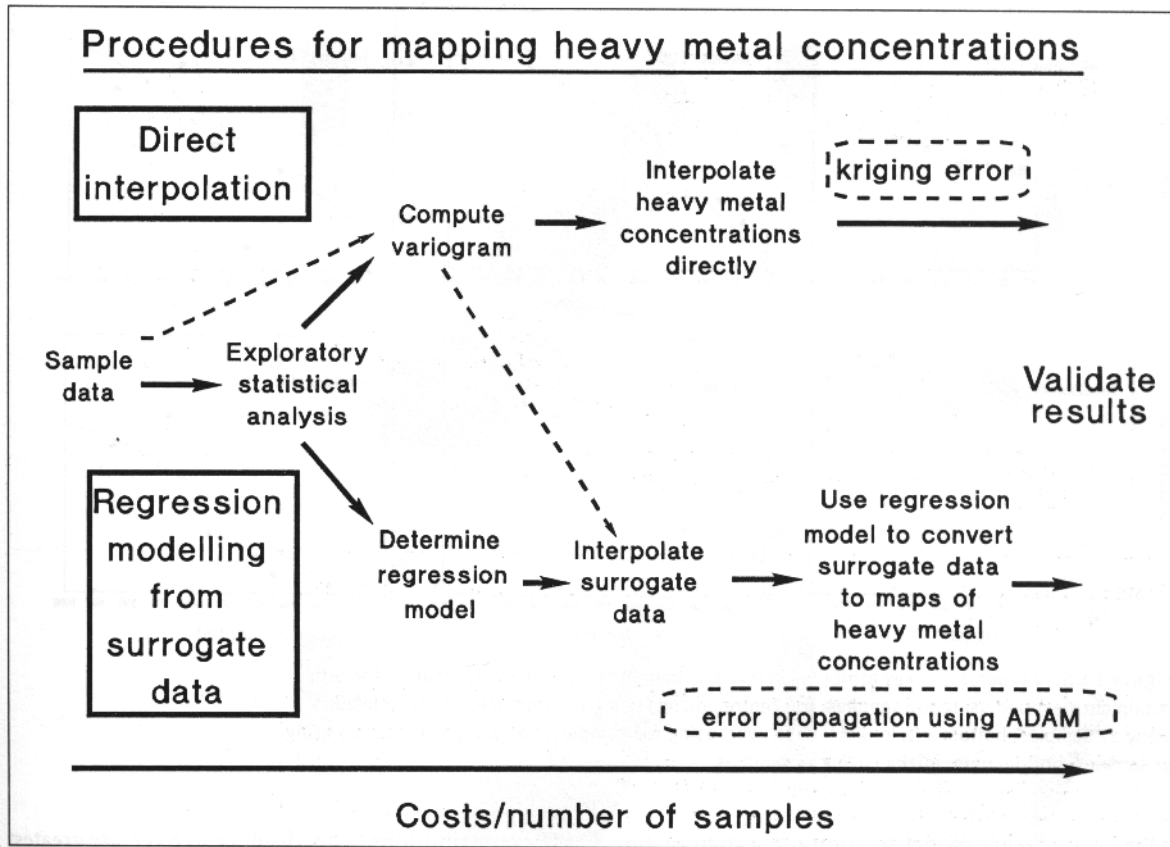 Procedures for mapping heavy metal concentrations
Direct
interpolation
Interpolate
heavy metal
concentrations
directly
kriging error
Compute
variogram
Sample
data
Exploratory
statistical
analysis
Validate
results
Regression
modelling
from
surrogate
data
Determine
regression
model
Interpolate
surrogate
data
Use regression
model to convert
surrogate data
to maps of
heavy metal
concentrations
error propagation using ADAM
Costs/number of samples